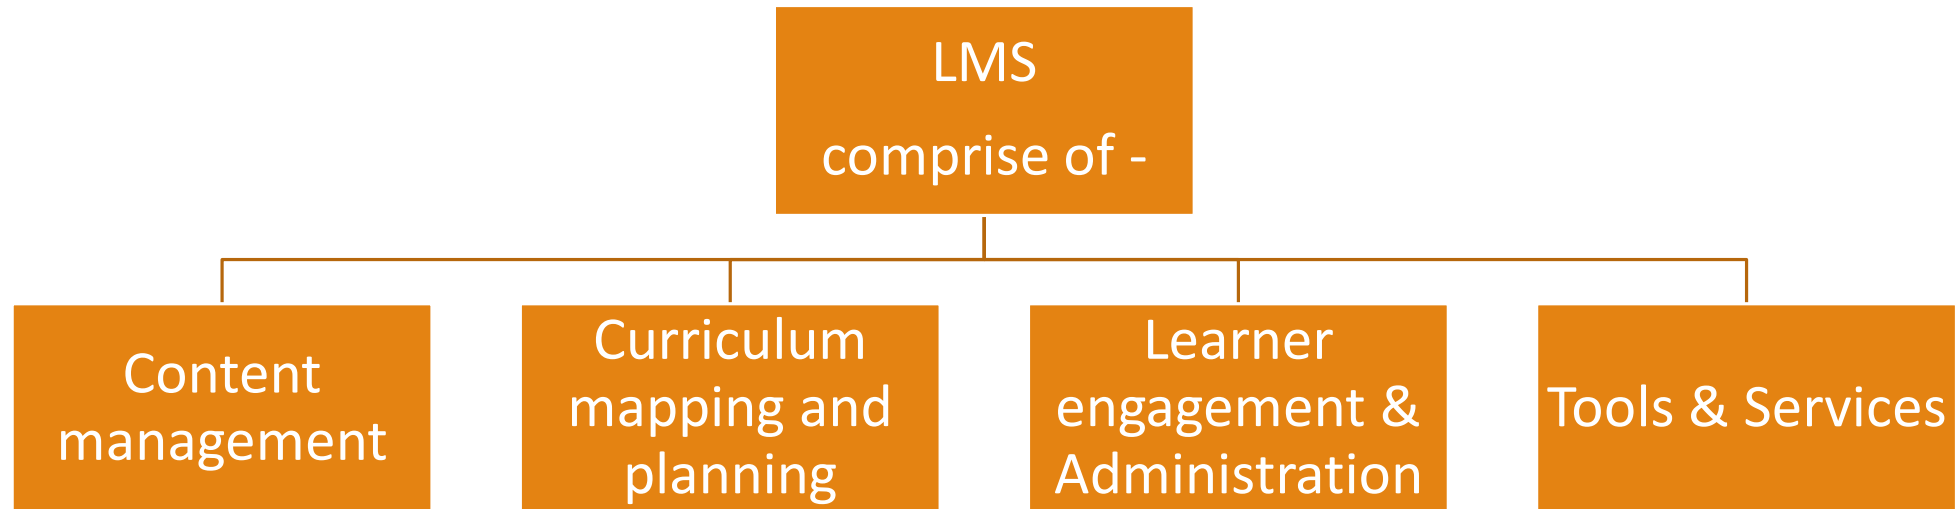 LMS
comprise of -
Content
management
Curriculum
mapping and
planning
Learner
engagement &
Administration
Tools & Services